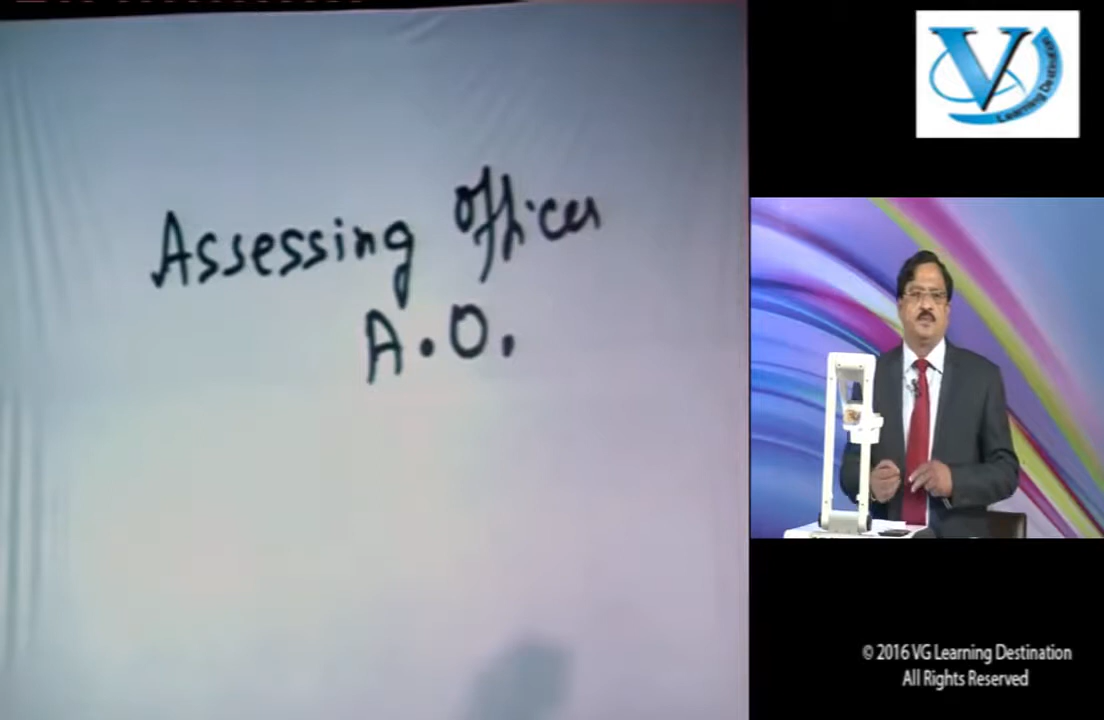 Assessing Officer
A.O.
V
Learning Destination
© 2016 VG Learning Destination
All Rights Reserved